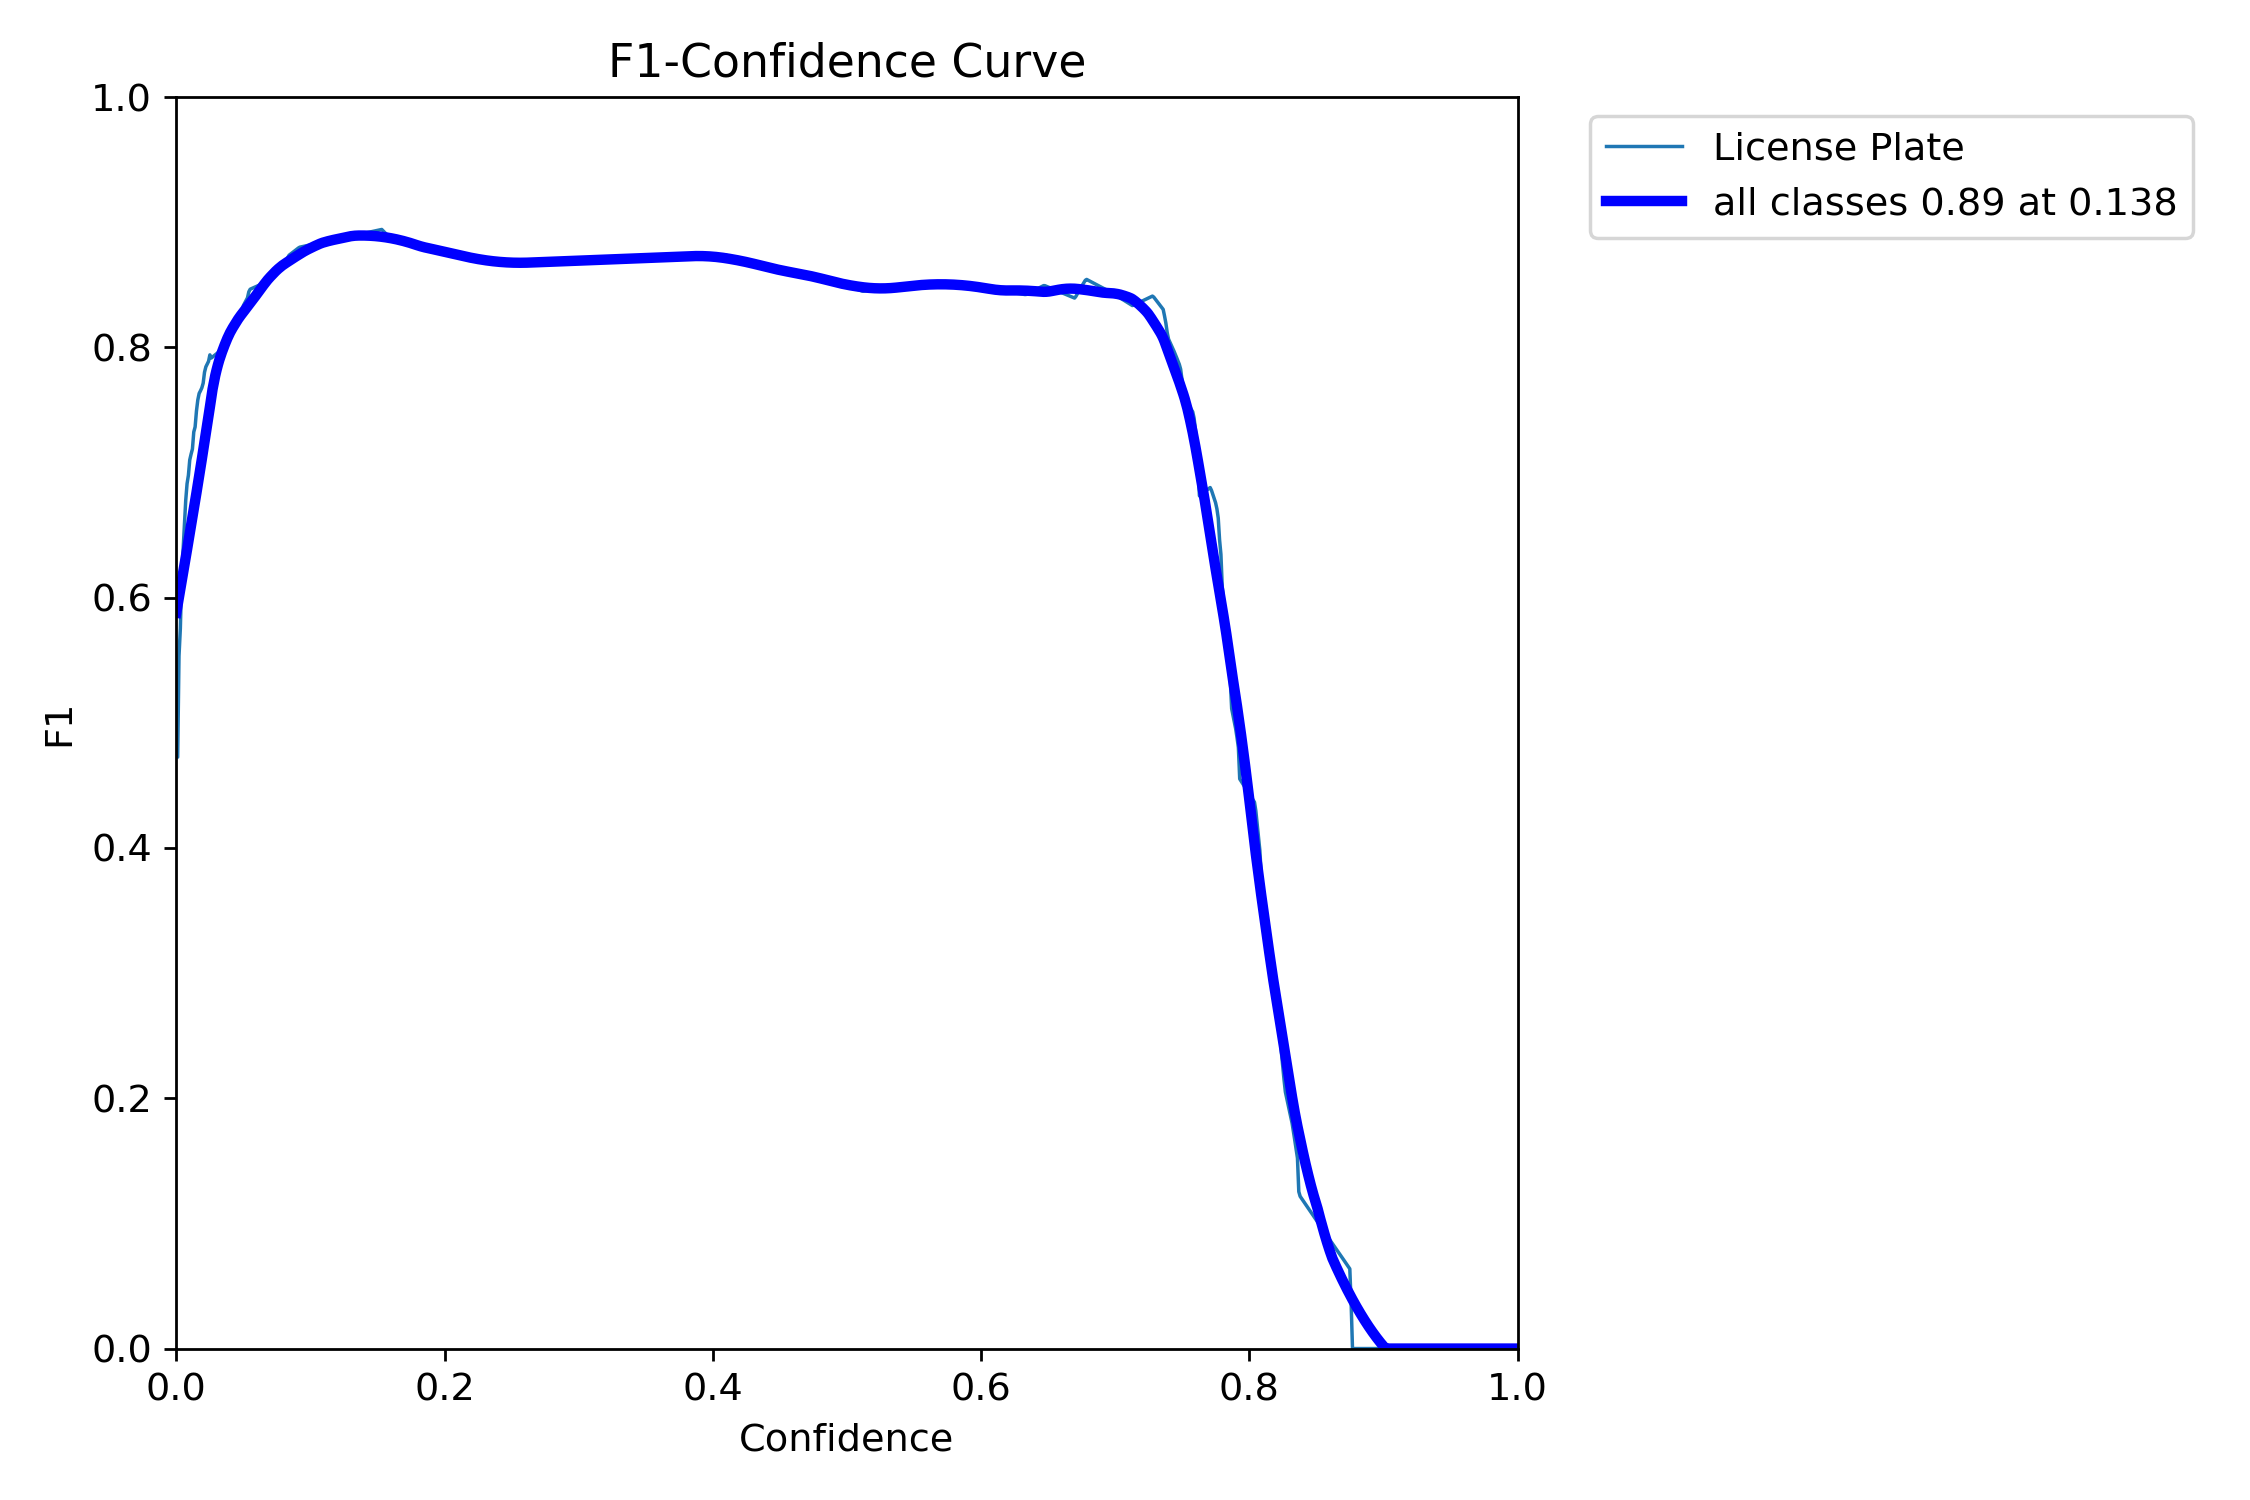 F1-Confidence Curve
1.0
0.8
0.6
0.4
0.2
0.0
F1
0.0 0.2 0.4 0.6 0.8 1.0
Confidence
License Plate
all classes 0.89 at 0.138